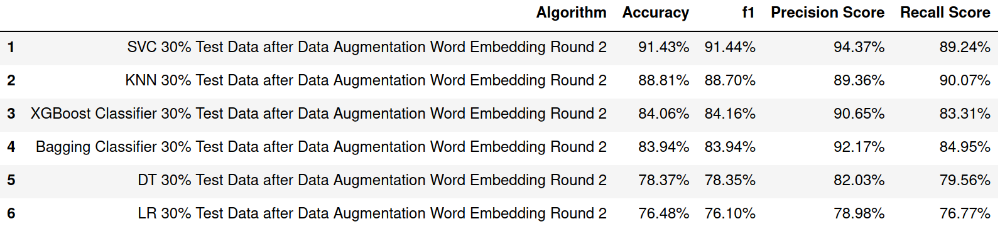 Algorithm Accuracy f1 Precision Score Recall Score
1 SVC 30% Test Data after Data Augmentation Word Embedding Round 2 91.43% 91.44% 94.37% 89.24%
2 KNN 30% Test Data after Data Augmentation Word Embedding Round 2 88.81% 88.70% 89.36% 90.07%
3 XGBoost Classifier 30% Test Data after Data Augmentation Word Embedding Round 2 84.06% 84.16% 90.65% 83.31%
4 Bagging Classifier 30% Test Data after Data Augmentation Word Embedding Round 2 83.94% 83.94% 92.17% 84.95%
5 DT 30% Test Data after Data Augmentation Word Embedding Round 2 78.37% 78.35% 82.03% 79.56%
6 LR 30% Test Data after Data Augmentation Word Embedding Round 2 76.48% 76.10% 78.98% 76.77%